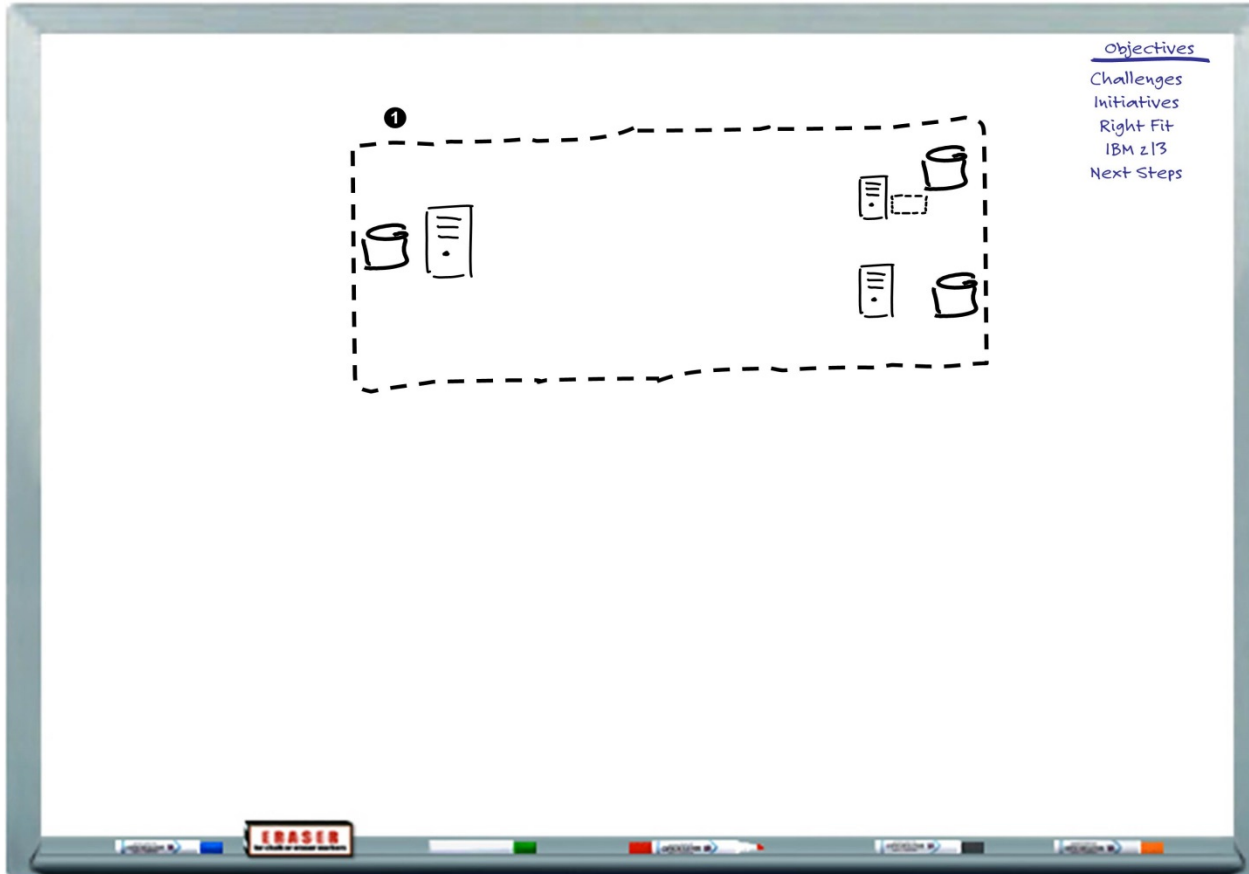 Objectives
Challenges
Initiatives
Right Fit
IBM z13
Next Steps
1
ERASER